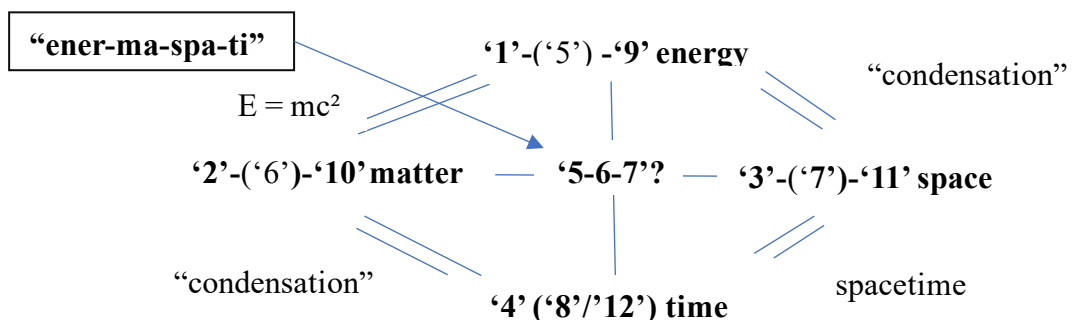 “ener-ma-spa-ti”
‘1’-(‘5’) -‘9’ energy
“condensation”
E = mc²
‘2’-(‘6’)-‘10’ matter
‘5-6-7’?
‘3’-(‘7’)-‘11’ space
“condensation”
spacetime
‘4’ (‘8’/’12’) time